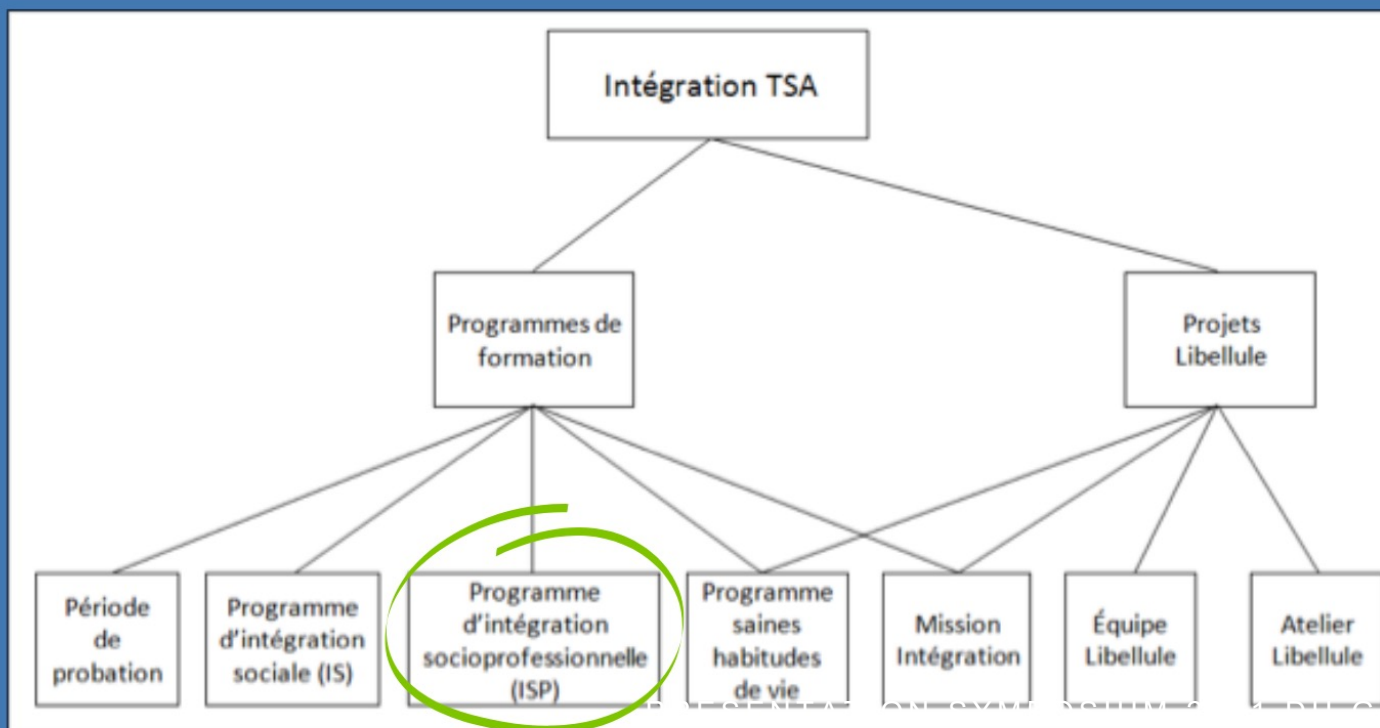 Intégration TSA
Programmes de
formation
Projets
Libellule
Période
de
probation
Programme
d'intégration
sociale (IS)
Programme
d'intégration
socioprofessionnelle
(ISP)
Programme
saines
habitudes
de vie
Mission
Intégration
Équipe
Libellule
Atelier
Libellule